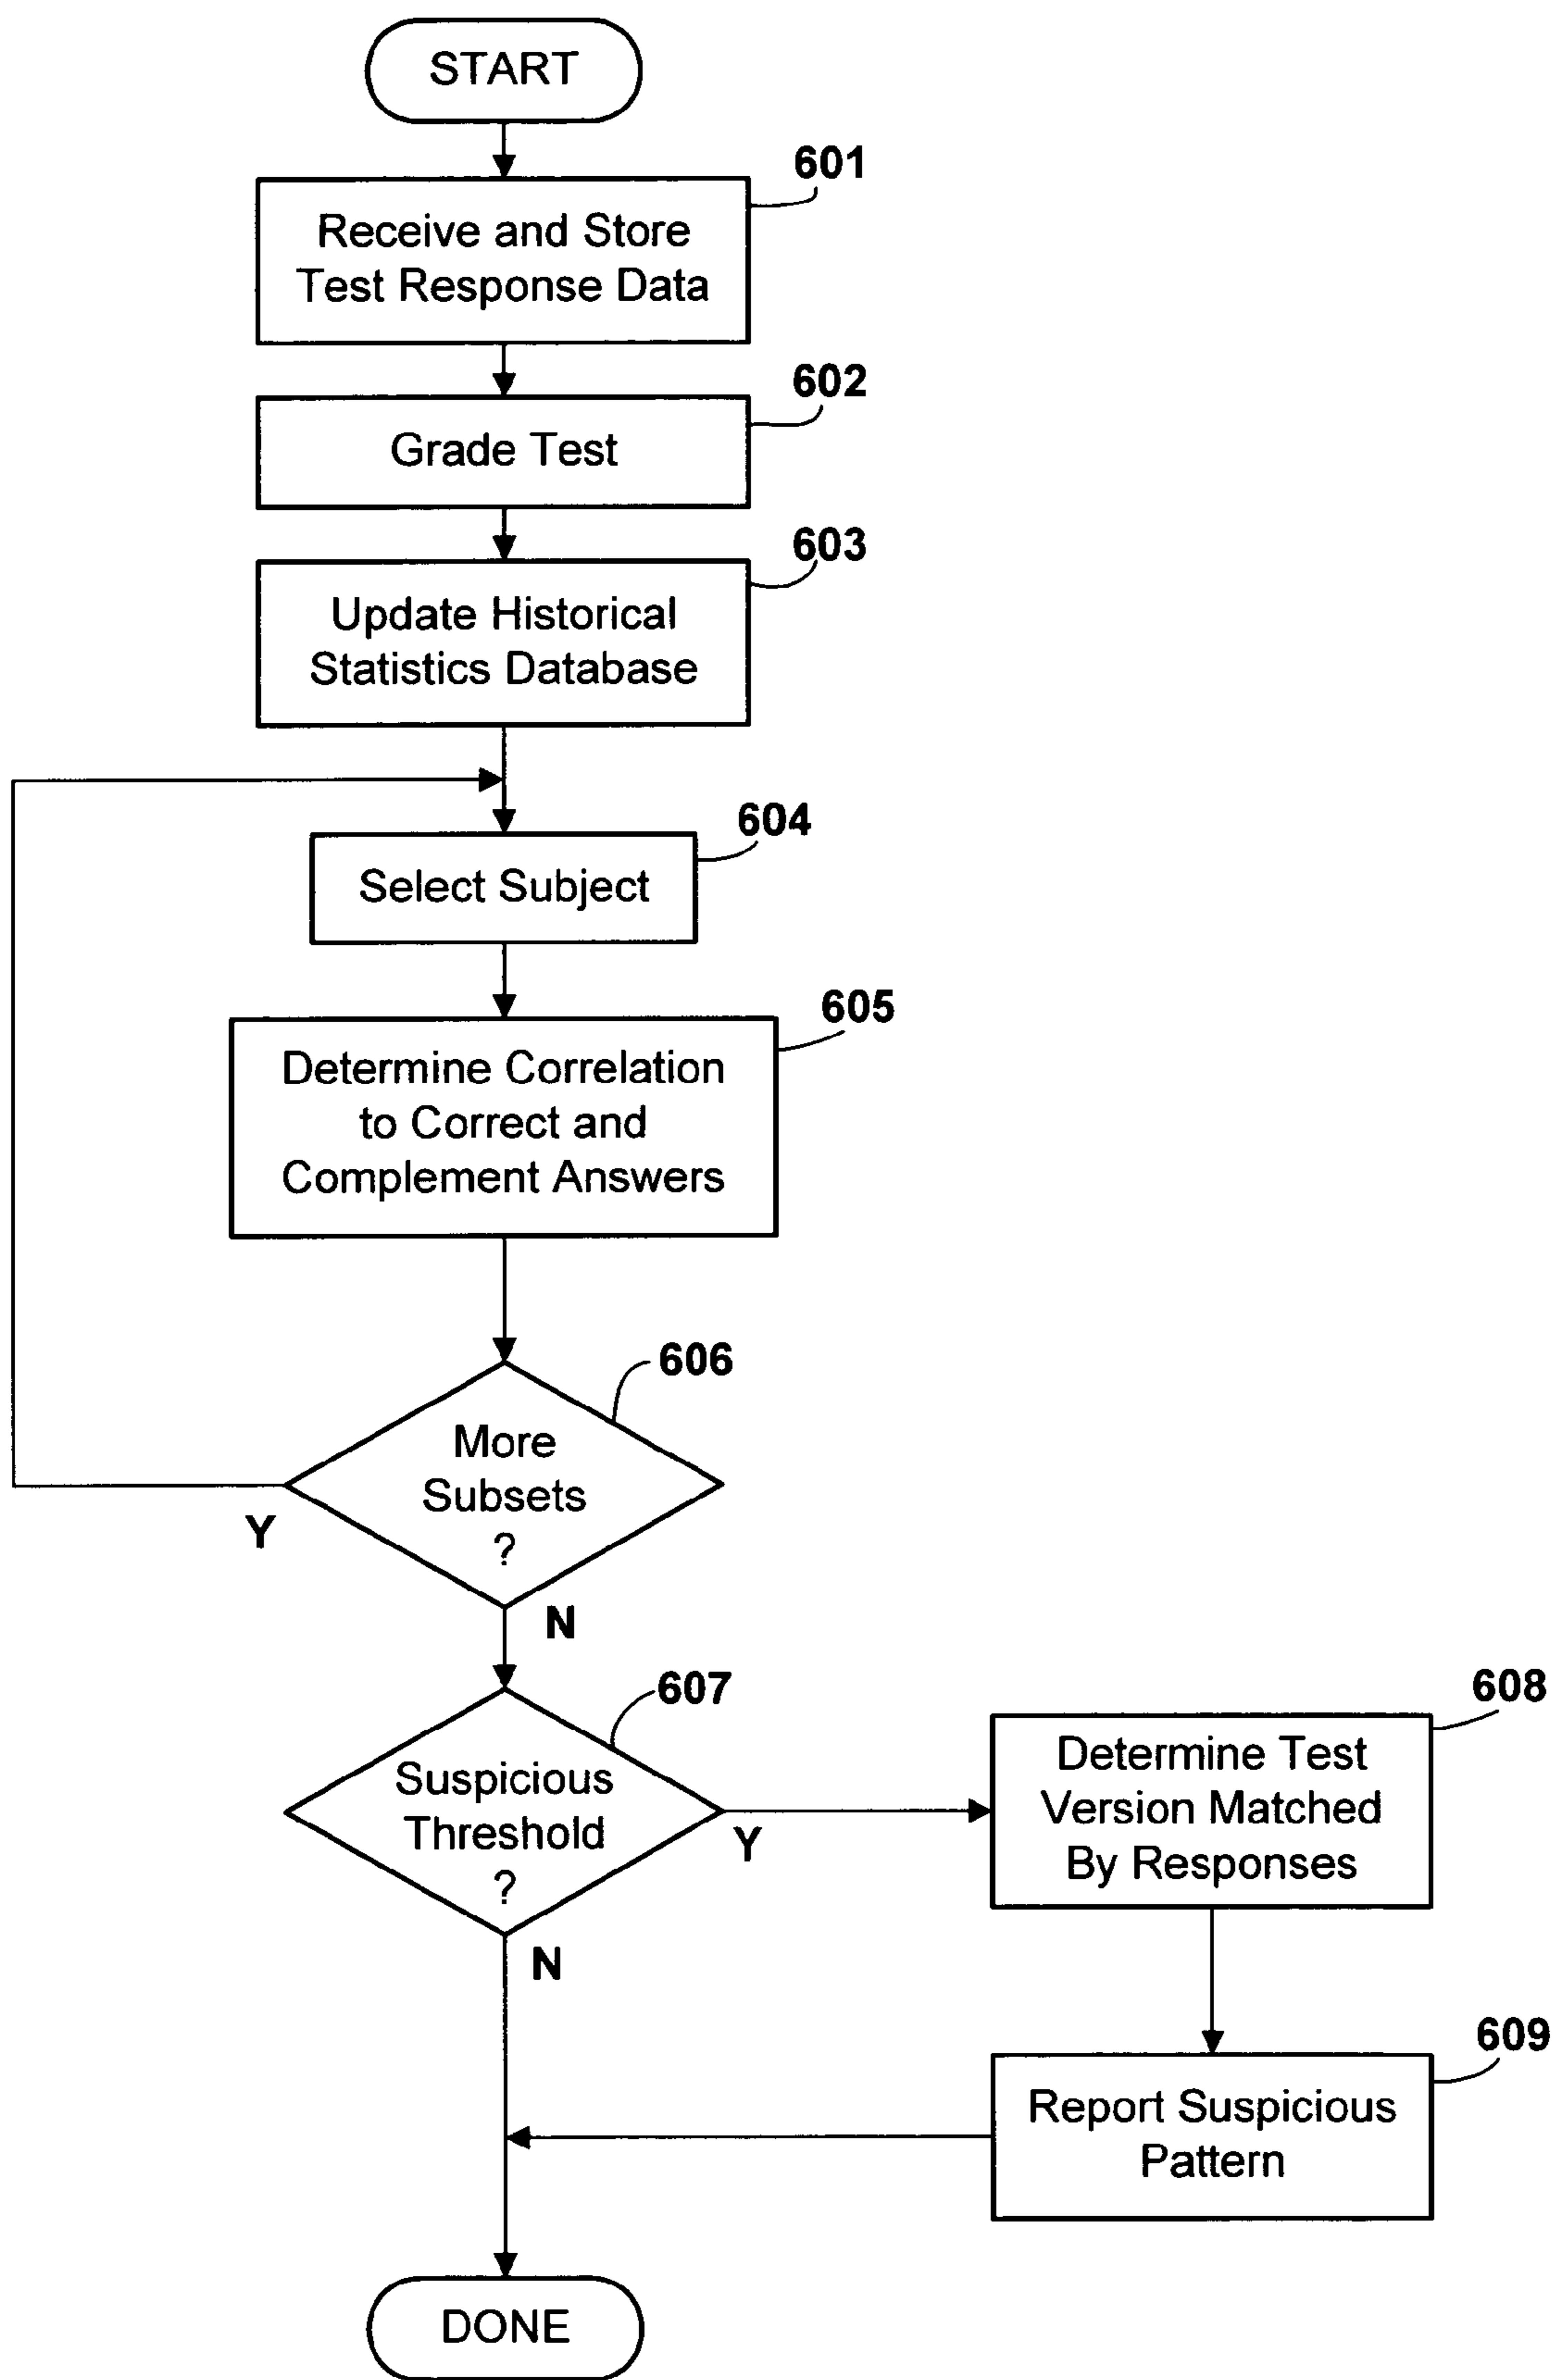 START
601
Receive and Store
Test Response Data
602
Grade Test
603
Update Historical
Statistics Database
604
Select Subject
605
Determine Correlation
to Correct and
Complement Answers
606
More
Subsets
?
Y
N
607
Suspicious
Threshold
?
Y
N
608
Determine Test
Version Matched
By Responses
609
Report Suspicious
Pattern
DONE